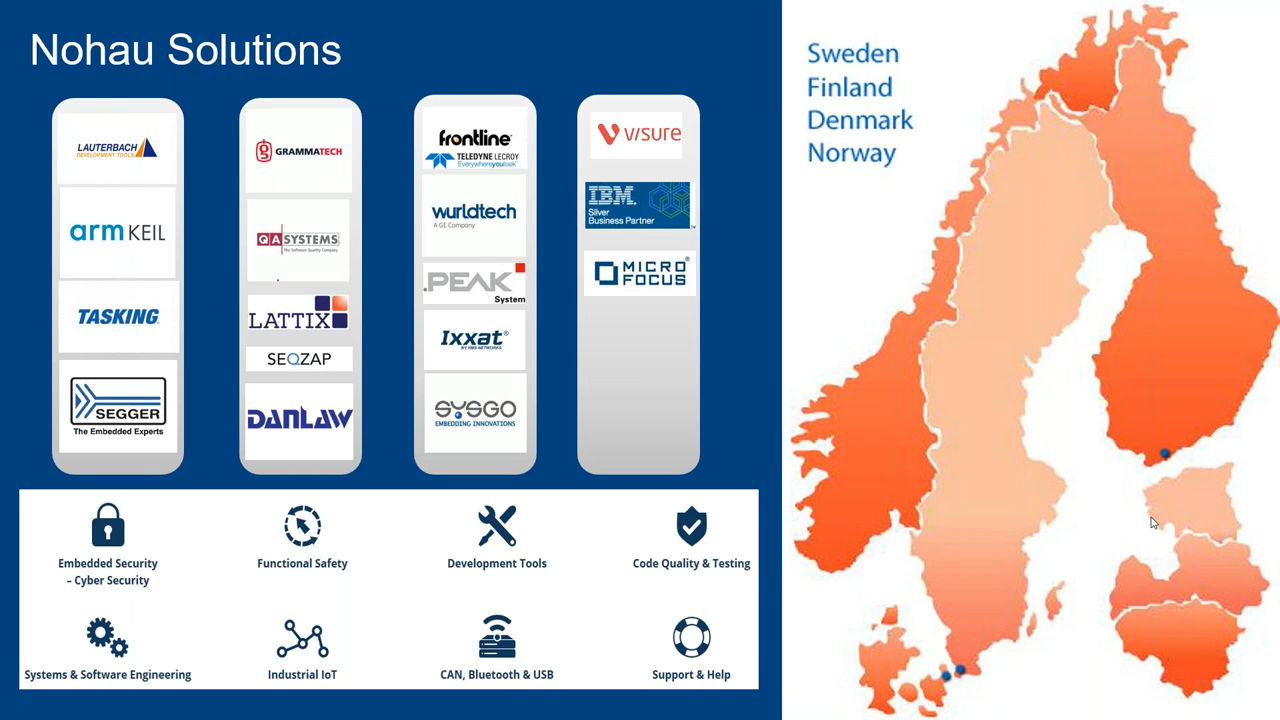 Nohau Solutions
LAUTERBACH
DEVELOPMENT TOOLS
arm KEIL
TASKING
SEGGER
The Embedded Experts
GRAMMATECH
QA SYSTEMS
The Software Quality Company
LATTIX
SEQZAP
DANLAW
frontline
TELEDYNE LECROY
Everywhereyoulook
wurldtech
A GE Company
PEAK
System
Ixxat®
BY HMS NETWORKS
SYSGO
EMBEDDING INNOVATIONS
visure
IBM
Silver
Business Partner
MICRO
FOCUS®
Sweden
Finland
Denmark
Norway
Embedded Security
– Cyber Security
Functional Safety
Development Tools
Code Quality & Testing
Systems & Software Engineering
Industrial IoT
CAN, Bluetooth & USB
Support & Help